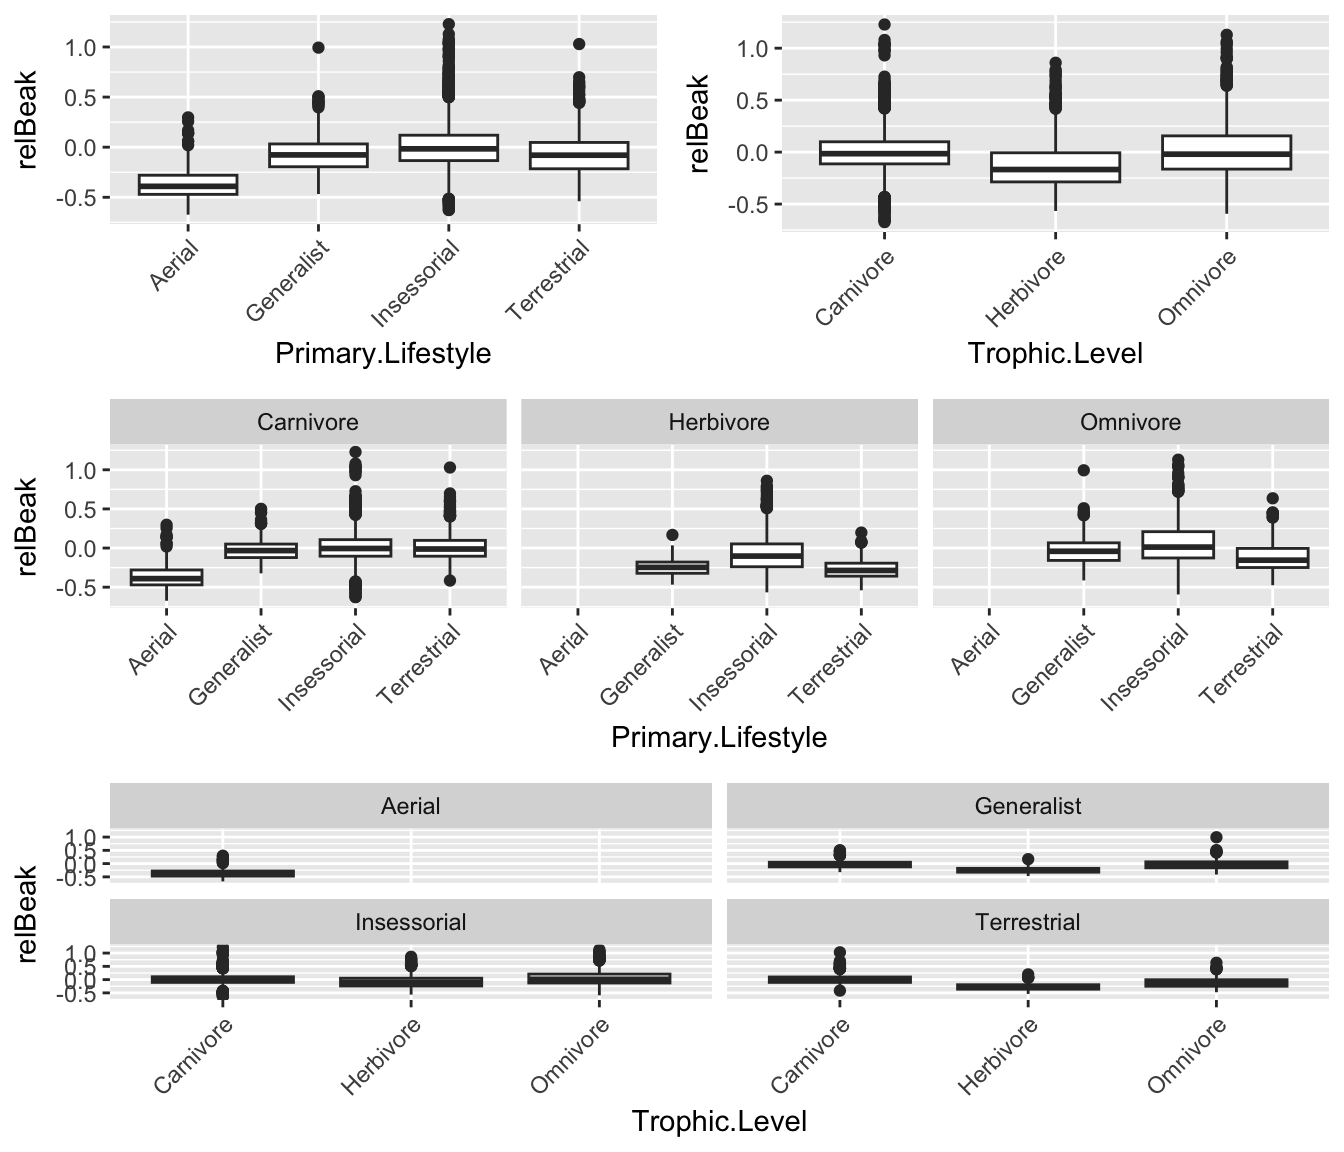 relBeak
1.0
0.5
0.0
-0.5
Aerial
Generalist
Insessorial
Terrestrial
Primary.Lifestyle
relBeak
1.0
0.5
0.0
-0.5
Carnivore
Herbivore
Omnivore
Trophic.Level
Carnivore
Herbivore
Omnivore
relBeak
1.0
0.5
0.0
-0.5
Aerial
Generalist
Insessorial
Terrestrial
Aerial
Generalist
Insessorial
Terrestrial
Aerial
Generalist
Insessorial
Terrestrial
Primary.Lifestyle
Aerial
Generalist
relBeak
1.0
0.5
0.0
-0.5
Insessorial
Terrestrial
1.0
0.5
0.0
-0.5
Carnivore
Herbivore
Omnivore
Carnivore
Herbivore
Omnivore
Trophic.Level